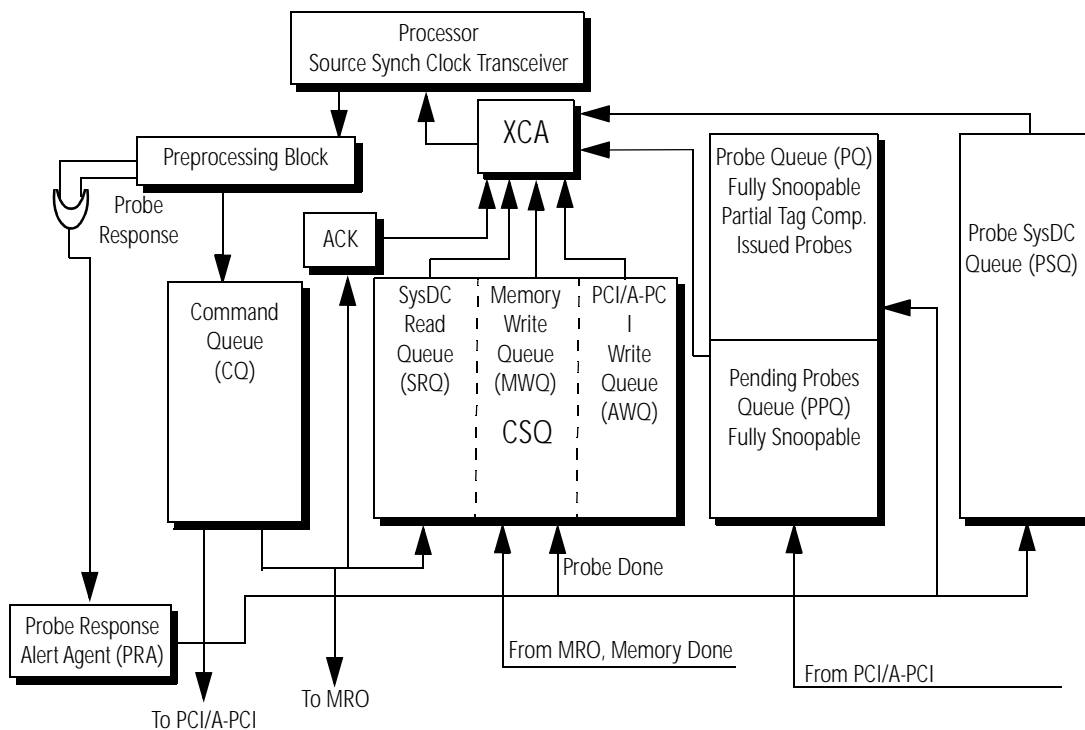 Processor
Source Synch Clock Transceiver
XCA
Preprocessing Block
Probe
Response
ACK
Probe Queue (PQ)
Fully Snoopable
Partial Tag Comp.
Issued Probes
Probe SysDC
Queue (PSQ)
Command
Queue
(CQ)
SysDC
Read
Queue
(SRQ)
Memory
Write
Queue
(MWQ)
CSQ
PCI/A-PC
I
Write
Queue
(AWQ)
Pending Probes
Queue (PPQ)
Fully Snoopable
Probe Done
Probe Response
Alert Agent (PRA)
From MRO, Memory Done
From PCI/A-PCI
To MRO
To PCI/A-PCI